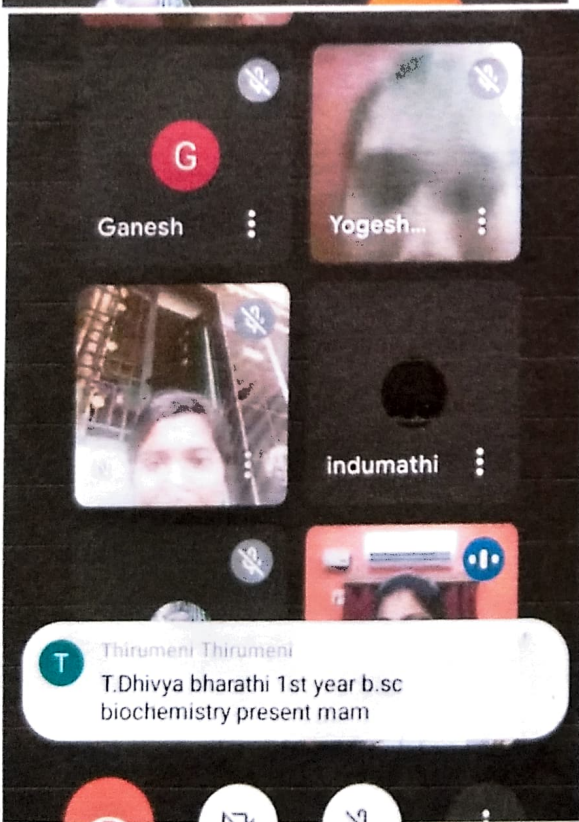 G
Ganesh
Yogesh...
indumathi
T
Thirumeni Thirumeni
T.Dhivya bharathi 1st year b.sc
biochemistry present mam